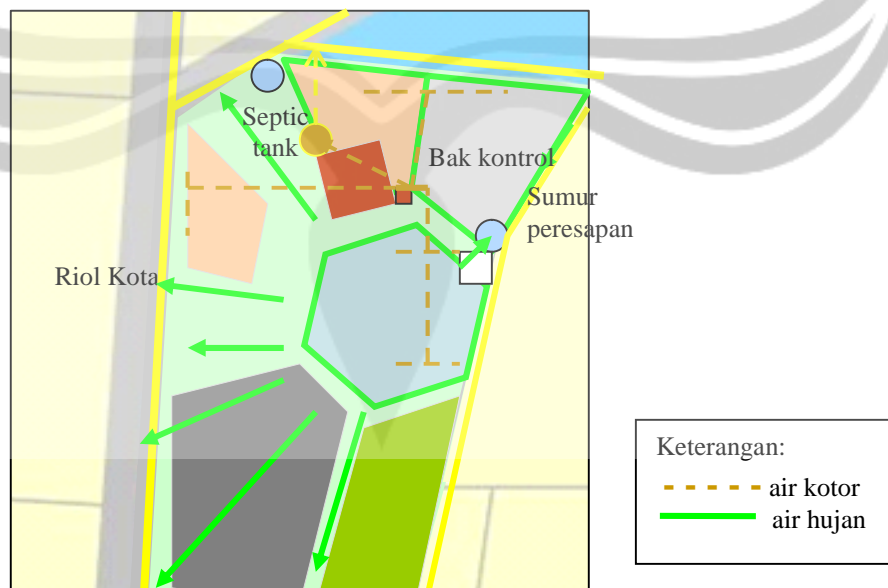 Septic
tank
Bak kontrol
Sumur
peresapan
Riol Kota
Keterangan:
air kotor
air hujan